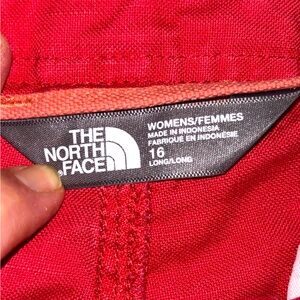 THE
NORTH
FACE
WOMENS/FEMMES
MADE IN INDONESIA
FABRIQUÉ EN INDONÉSIE
16
LONG/LONG